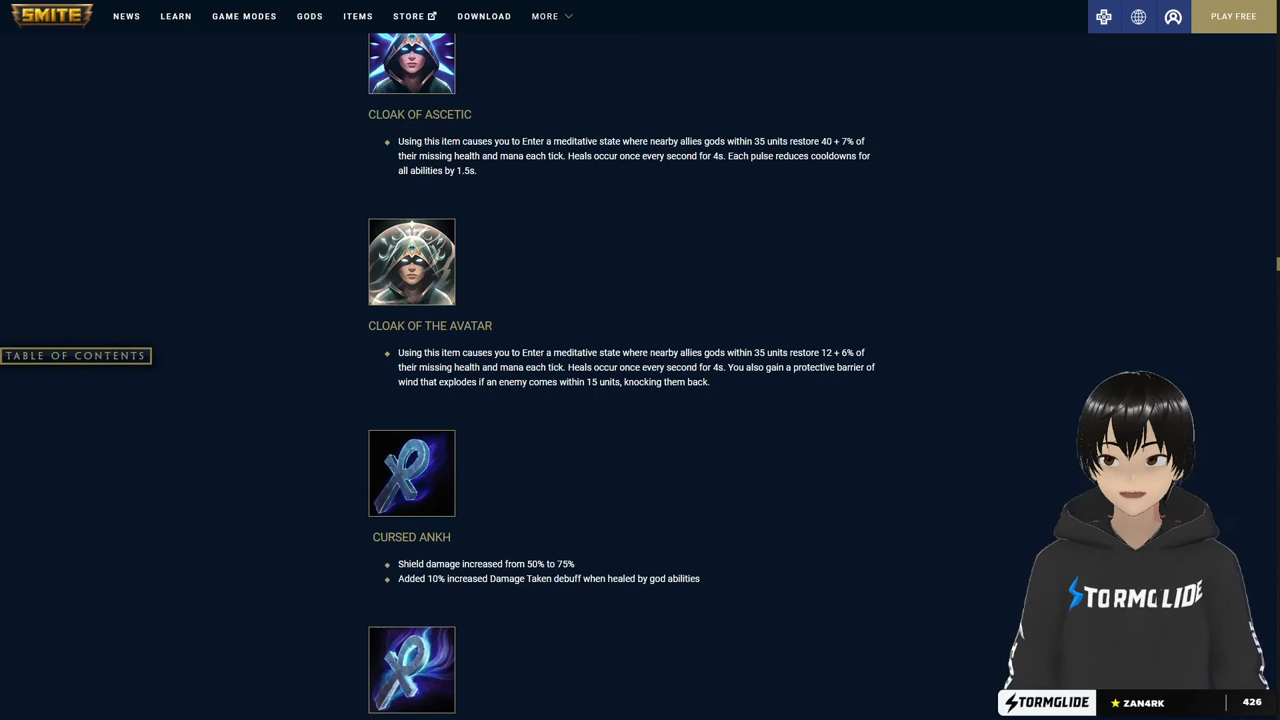 SMITE
NEWS LEARN GAME MODES GODS ITEMS STORE DOWNLOAD MORE PLAY FREE
CLOAK OF ASCETIC
Using this item causes you to Enter a meditative state where nearby allies gods within 35 units restore 40 + 7% of
their missing health and mana each tick. Heals occur once every second for 4s. Each pulse reduces cooldowns for
all abilities by 1.5s.
CLOAK OF THE AVATAR
TABLE OF CONTENTS
Using this item causes you to Enter a meditative state where nearby allies gods within 35 units restore 12 + 6% of
their missing health and mana each tick. Heals occur once every second for 4s. You also gain a protective barrier of
wind that explodes if an enemy comes within 15 units, knocking them back.
CURSED ANKH
Shield damage increased from 50% to 75%
Added 10% increased Damage Taken debuff when healed by god abilities
STORMGLIDE
STORMGLIDE ZAN4RK 426